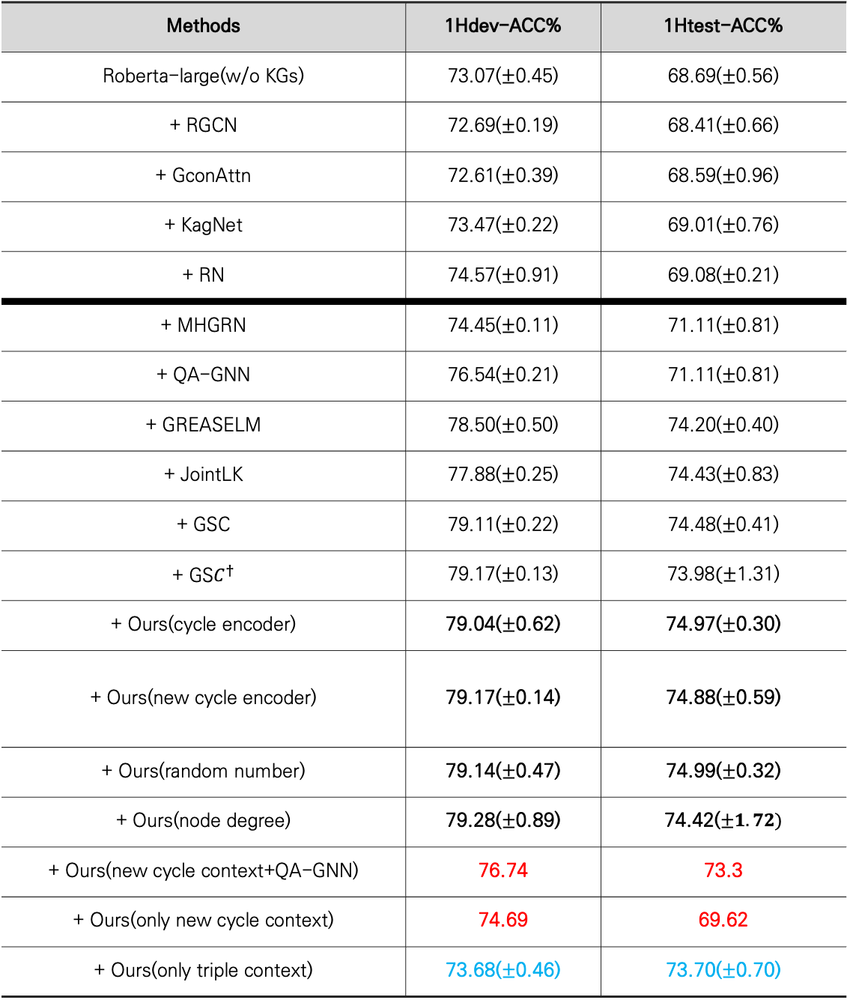 Methods 1Hdev-ACC% 1Htest-ACC%
Roberta-large(w/o KGs) 73.07(±0.45) 68.69(±0.56)
+ RGCN 72.69(±0.19) 68.41(±0.66)
+ GconAttn 72.61(±0.39) 68.59(±0.96)
+ KagNet 73.47(±0.22) 69.01(±0.76)
+ RN 74.57(±0.91) 69.08(±0.21)
+ MHGRN 74.45(±0.11) 71.11(±0.81)
+ QA-GNN 76.54(±0.21) 71.11(±0.81)
+ GREASELM 78.50(±0.50) 74.20(±0.40)
+ JointLK 77.88(±0.25) 74.43(±0.83)
+ GSC 79.11(±0.22) 74.48(±0.41)
+ GSC† 79.17(±0.13) 73.98(±1.31)
+ Ours(cycle encoder) 79.04(±0.62) 74.97(±0.30)
+ Ours(new cycle encoder) 79.17(±0.14) 74.88(±0.59)
+ Ours(random number) 79.14(±0.47) 74.99(±0.32)
+ Ours(node degree) 79.28(±0.89) 74.42(±1.72)
+ Ours(new cycle context+QA-GNN) 76.74 73.3
+ Ours(only new cycle context) 74.69 69.62
+ Ours(only triple context) 73.68(±0.46) 73.70(±0.70)